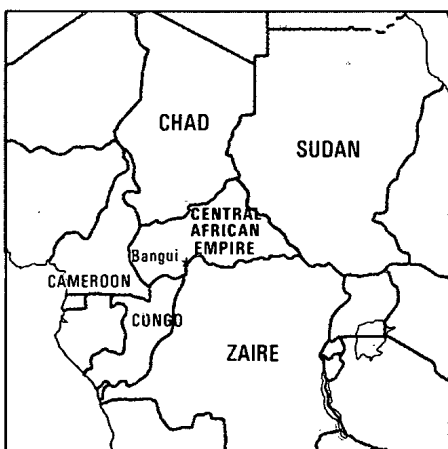 CHAD
SUDAN
CENTRAL
AFRICAN
EMPIRE
Bangui
CAMEROON
CONGO
ZAIRE